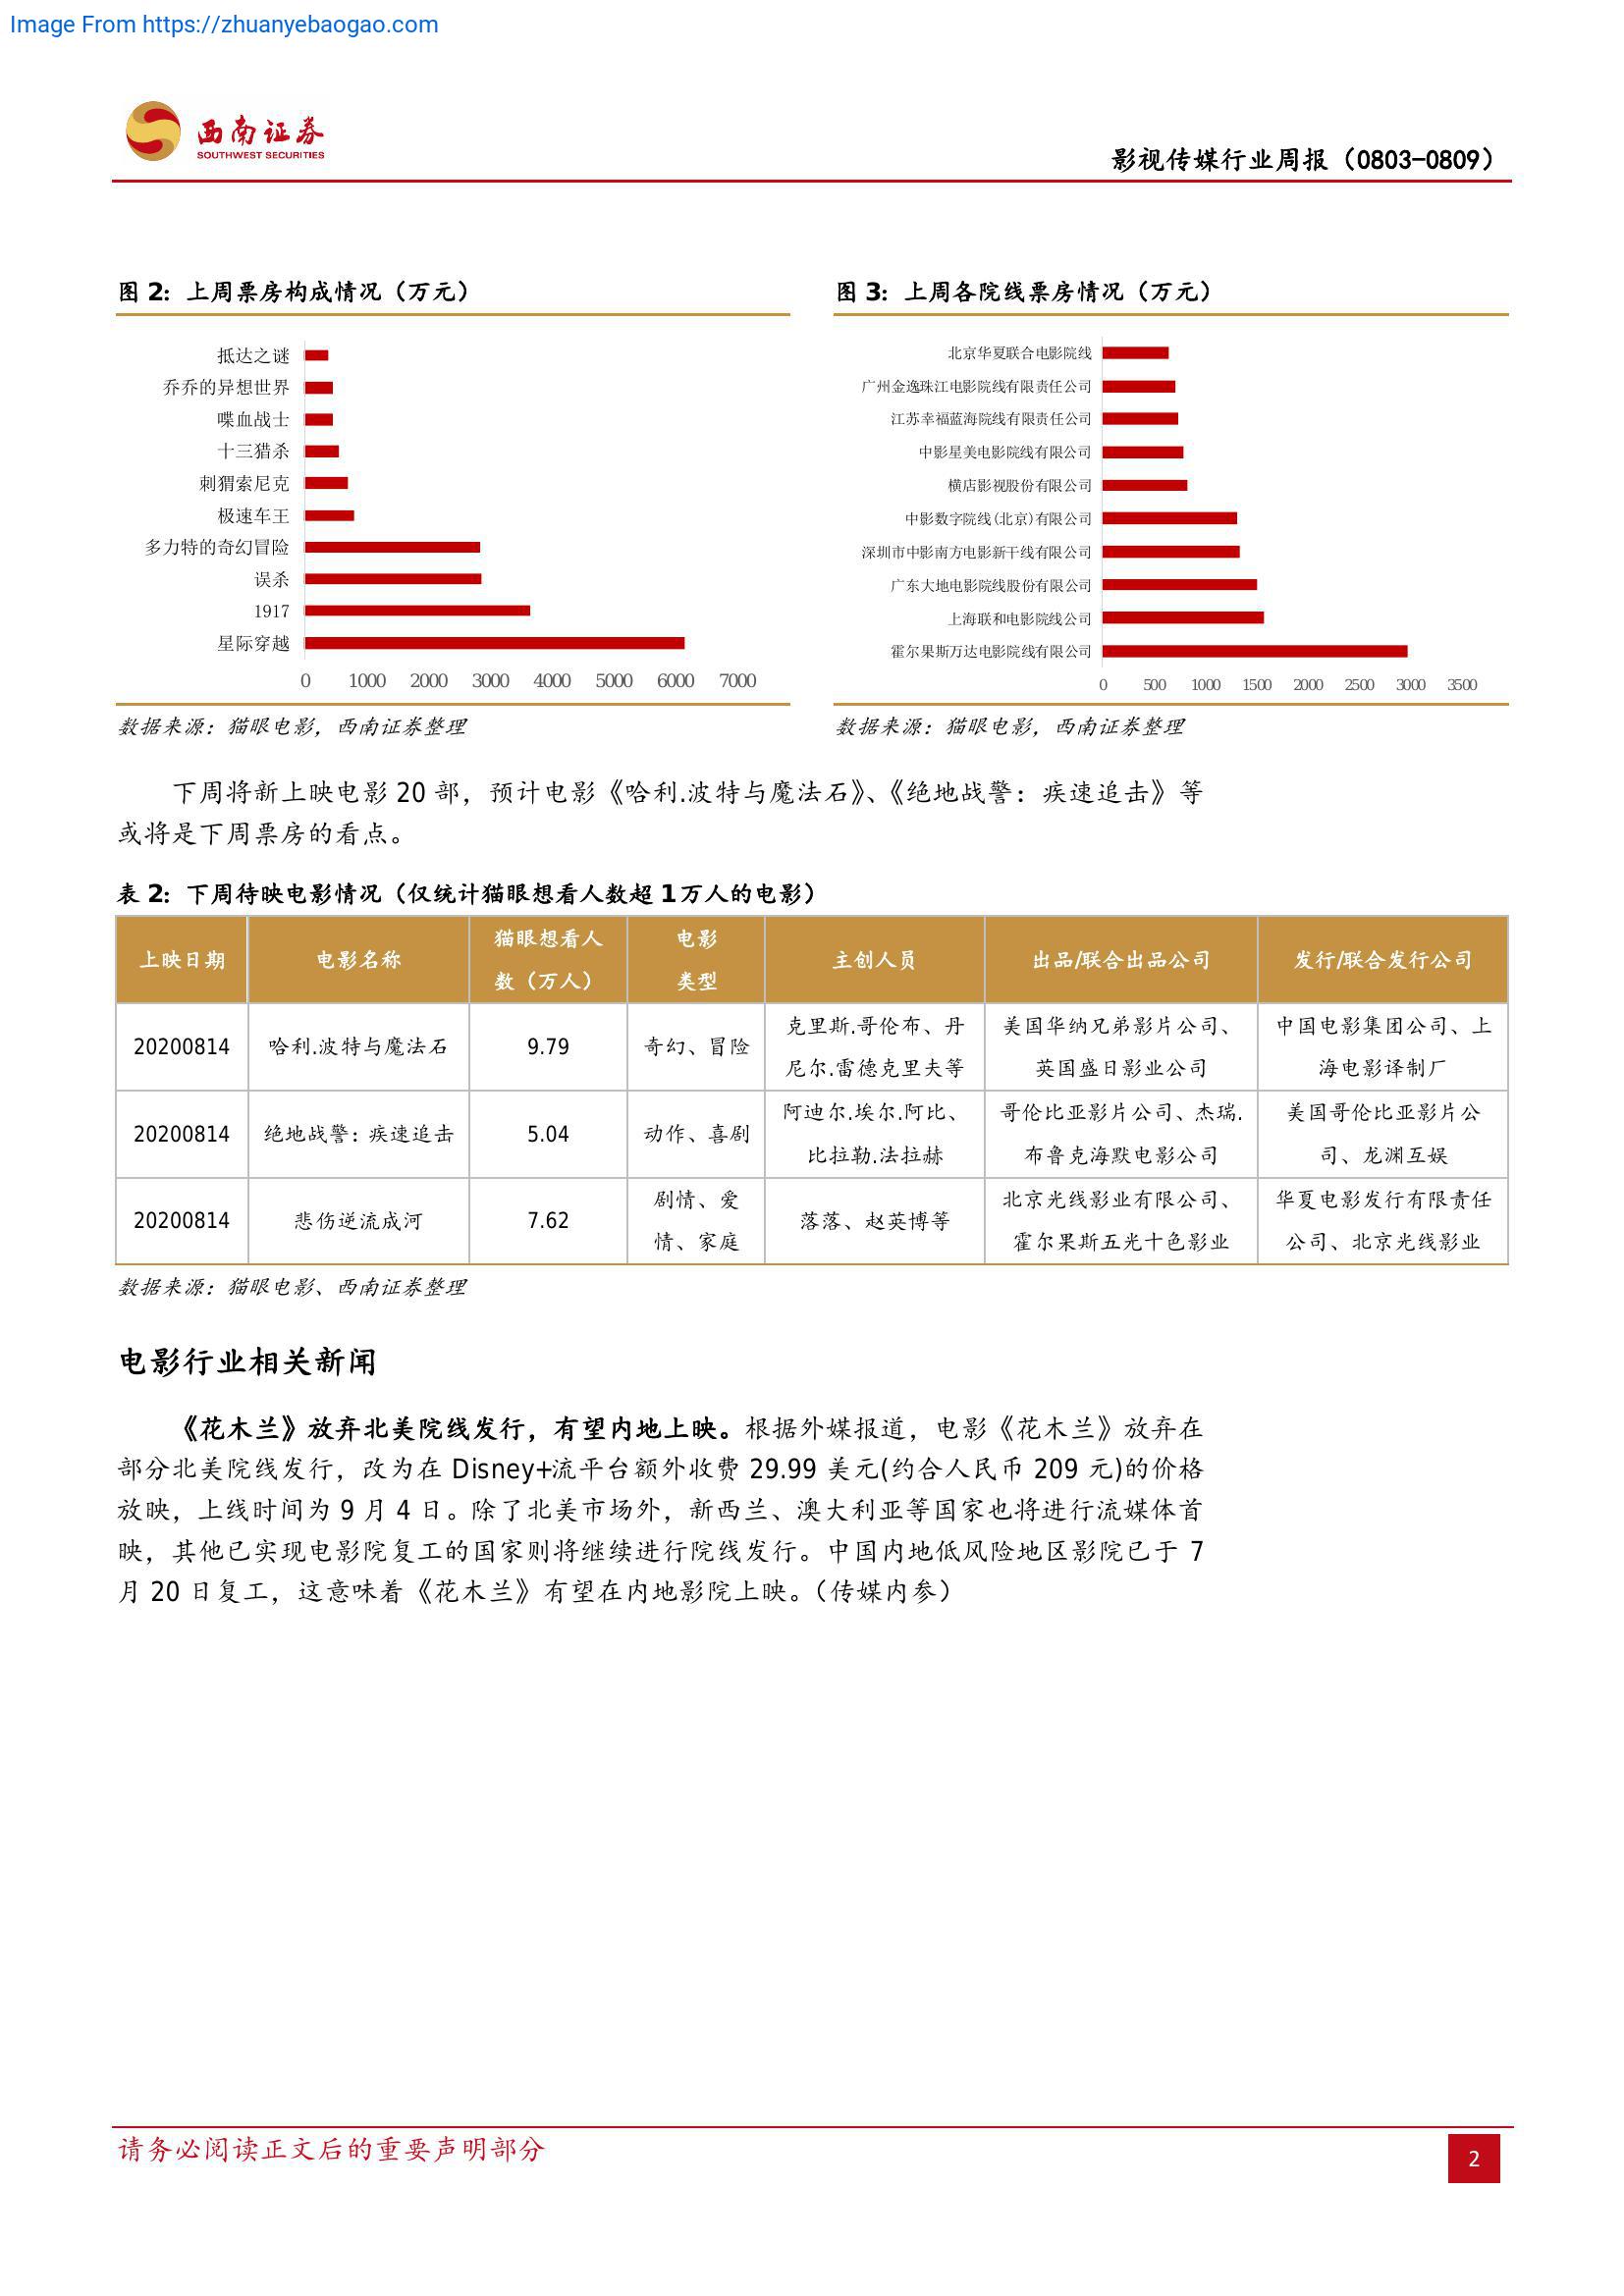 Image From https://zhuanyebaogao.com
西南证券
SOUTHWEST SECURITIES
影视传媒行业周报（0803-0809）
图 2：上周票房构成情况（万元）
抵达之谜
乔乔的异想世界
喋血战士
十三猎杀
刺猬索尼克
极速车王
多力特的奇幻冒险
误杀
1917
星际穿越
0 1000 2000 3000 4000 5000 6000 7000
数据来源：猫眼电影，西南证券整理
图 3：上周各院线票房情况（万元）
北京华夏联合电影院线
广州金逸珠江电影院线有限责任公司
江苏幸福蓝海院线有限责任公司
中影星美电影院线有限公司
横店影视股份有限公司
中影数字院线(北京)有限公司
深圳市中影南方电影新干线有限公司
广东大地电影院线股份有限公司
上海联和电影院线公司
霍尔果斯万达电影院线有限公司
0 500 1000 1500 2000 2500 3000 3500
数据来源：猫眼电影，西南证券整理
下周将新上映电影 20 部，预计电影《哈利.波特与魔法石》、《绝地战警：疾速追击》等
或将是下周票房的看点。
表 2：下周待映电影情况（仅统计猫眼想看人数超 1 万人的电影）
上映日期 电影名称 猫眼想看人数（万人） 电影类型 主创人员 出品/联合出品公司 发行/联合发行公司
20200814 哈利.波特与魔法石 9.79 奇幻、冒险 克里斯.哥伦布、丹尼尔.雷德克里夫等 美国华纳兄弟影片公司、英国盛日影业公司 中国电影集团公司、上海电影译制厂
20200814 绝地战警：疾速追击 5.04 动作、喜剧 阿迪尔.埃尔.阿比、比拉勒.法拉赫 哥伦比亚影片公司、杰瑞.布鲁克海默电影公司 美国哥伦比亚影片公司、龙渊互娱
20200814 悲伤逆流成河 7.62 剧情、爱情、家庭 落落、赵英博等 北京光线影业有限公司、霍尔果斯五光十色影业 华夏电影发行有限责任公司、北京光线影业
数据来源：猫眼电影、西南证券整理
电影行业相关新闻
《花木兰》放弃北美院线发行，有望内地上映。根据外媒报道，电影《花木兰》放弃在
部分北美院线发行，改为在 Disney+流平台额外收费 29.99 美元(约合人民币 209 元)的价格
放映，上线时间为 9 月 4 日。除了北美市场外，新西兰、澳大利亚等国家也将进行流媒体首
映，其他已实现电影院复工的国家则将继续进行院线发行。中国内地低风险地区影院已于 7
月 20 日复工，这意味着《花木兰》有望在内地影院上映。（传媒内参）
请务必阅读正文后的重要声明部分
2